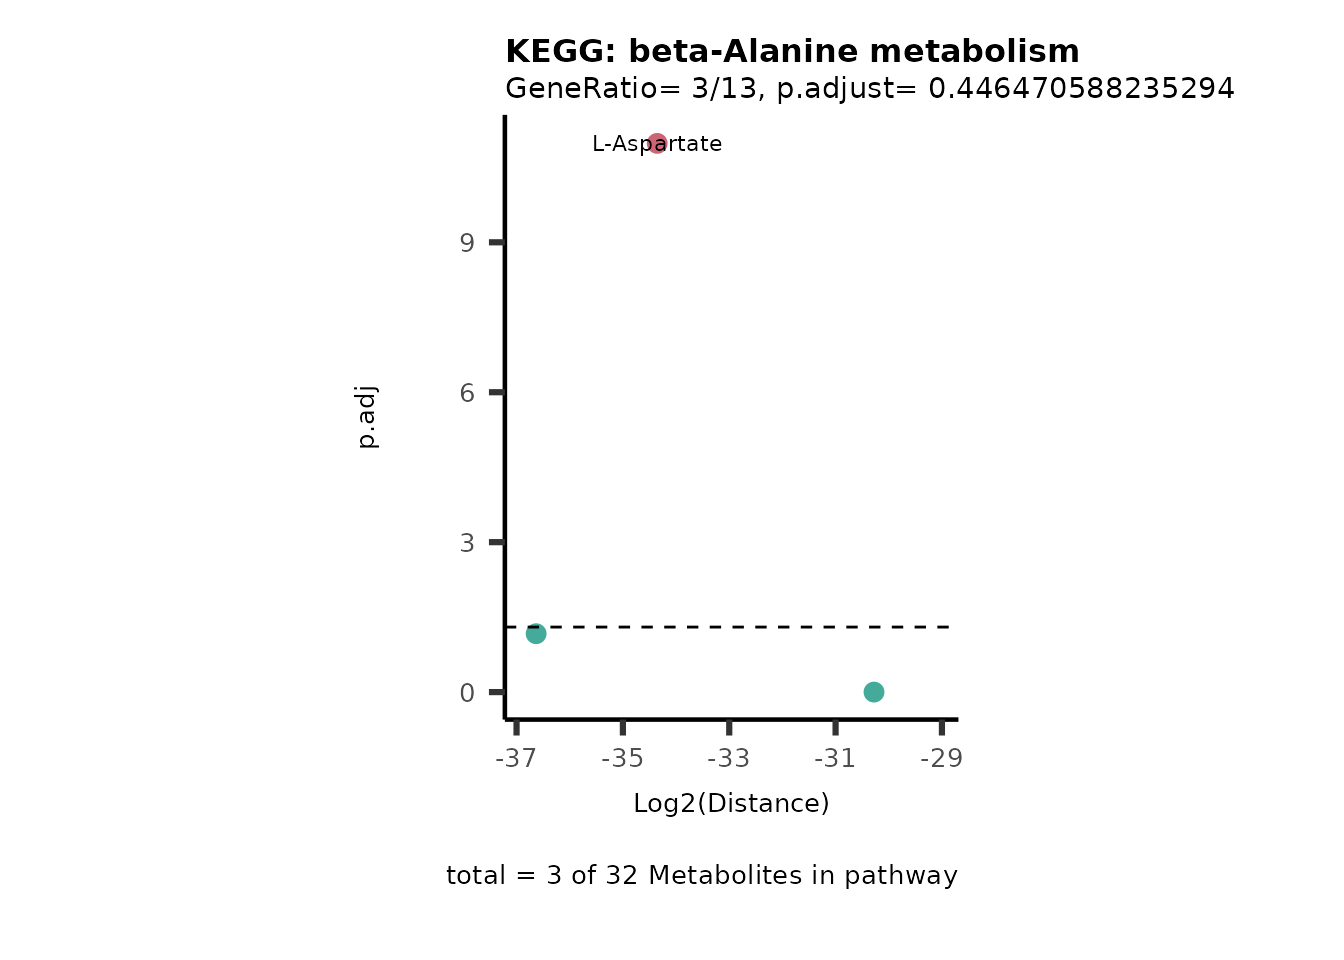 KEGG: beta-Alanine metabolism
GeneRatio= 3/13, p.adjust= 0.446470588235294
L-Aspartate
9
6
3
0
p.adj
-37 -35 -33 -31 -29
Log2(Distance)
total = 3 of 32 Metabolites in pathway